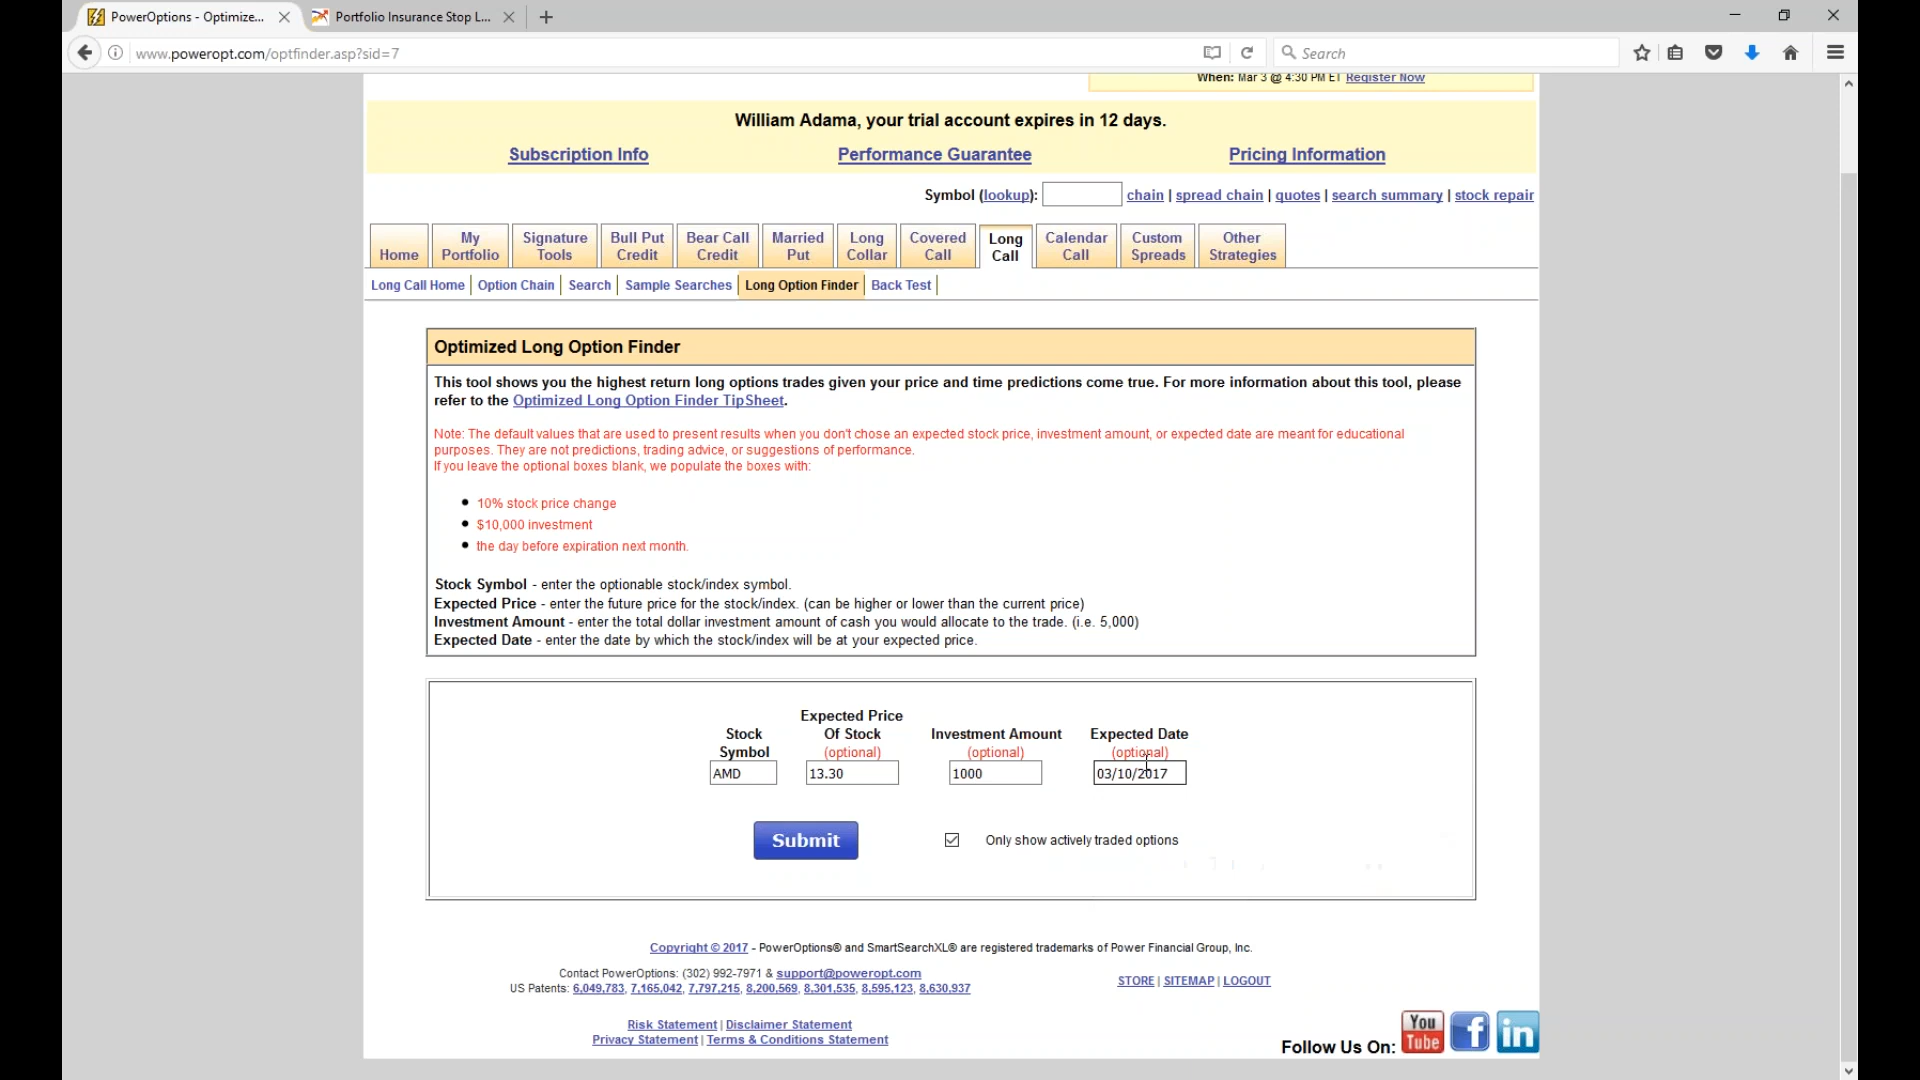 PowerOptions - Optimize...
Portfolio Insurance Stop L...
www.poweropt.com/optfinder.asp?sid=7
Search
When: Mar 3 @ 4:30 PM ET Register Now
William Adama, your trial account expires in 12 days.
Subscription Info Performance Guarantee Pricing Information
Symbol (lookup): chain | spread chain | quotes | search summary | stock repair
Home
My Portfolio
Signature Tools
Bull Put Credit
Bear Call Credit
Married Put
Long Collar
Covered Call
Long Call
Calendar Call
Custom Spreads
Other Strategies
Long Call Home | Option Chain | Search | Sample Searches | Long Option Finder | Back Test |
Optimized Long Option Finder
This tool shows you the highest return long options trades given your price and time predictions come true. For more information about this tool, please
refer to the Optimized Long Option Finder TipSheet.
Note: The default values that are used to present results when you don't chose an expected stock price, investment amount, or expected date are meant for educational
purposes. They are not predictions, trading advice, or suggestions of performance.
If you leave the optional boxes blank, we populate the boxes with:
10% stock price change
$10,000 investment
the day before expiration next month.
Stock Symbol - enter the optionable stock/index symbol.
Expected Price - enter the future price for the stock/index. (can be higher or lower than the current price)
Investment Amount - enter the total dollar investment amount of cash you would allocate to the trade. (i.e. 5,000)
Expected Date - enter the date by which the stock/index will be at your expected price.
Stock Symbol
Expected Price Of Stock (optional)
Investment Amount (optional)
Expected Date (optional)
AMD 13.30 1000 03/10/2017
Submit Only show actively traded options
Copyright © 2017 - PowerOptions® and SmartSearchXL® are registered trademarks of Power Financial Group, Inc.
Contact PowerOptions: (302) 992-7971 & support@poweropt.com
US Patents: 6,049,783, 7,165,042, 7,797,215, 8,200,569, 8,301,535, 8,595,123, 8,630,937
STORE | SITEMAP | LOGOUT
Risk Statement | Disclaimer Statement
Privacy Statement | Terms & Conditions Statement
Follow Us On: You Tube f in